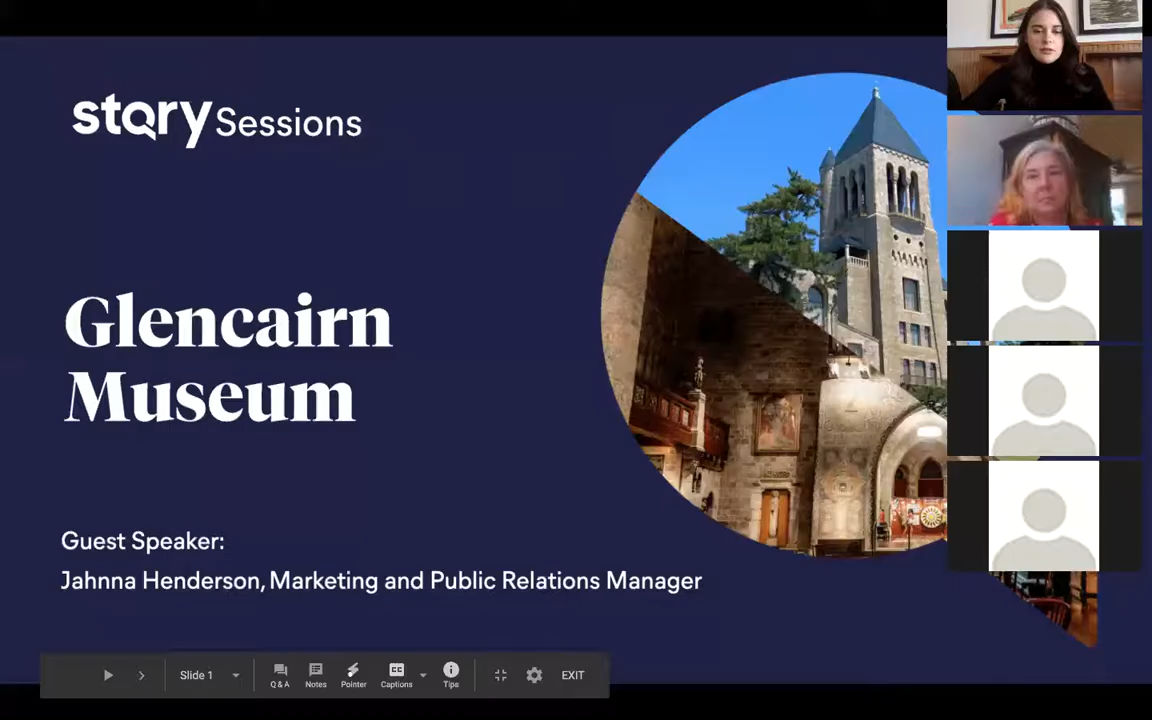 story Sessions
Glencairn
Museum
Guest Speaker:
Jahnna Henderson, Marketing and Public Relations Manager
Slide 1
Q & A
Notes
Pointer
CC
Captions
Tips
EXIT